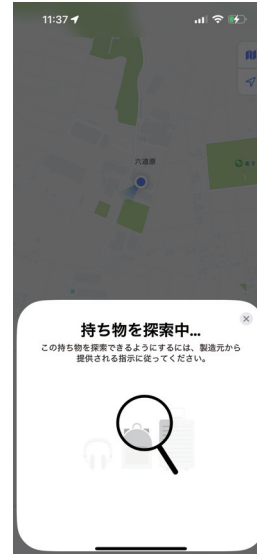 11:37
六道原
持ち物を探索中...
この持ち物を探索できるようにするには、製造元から
提供される指示に従ってください。